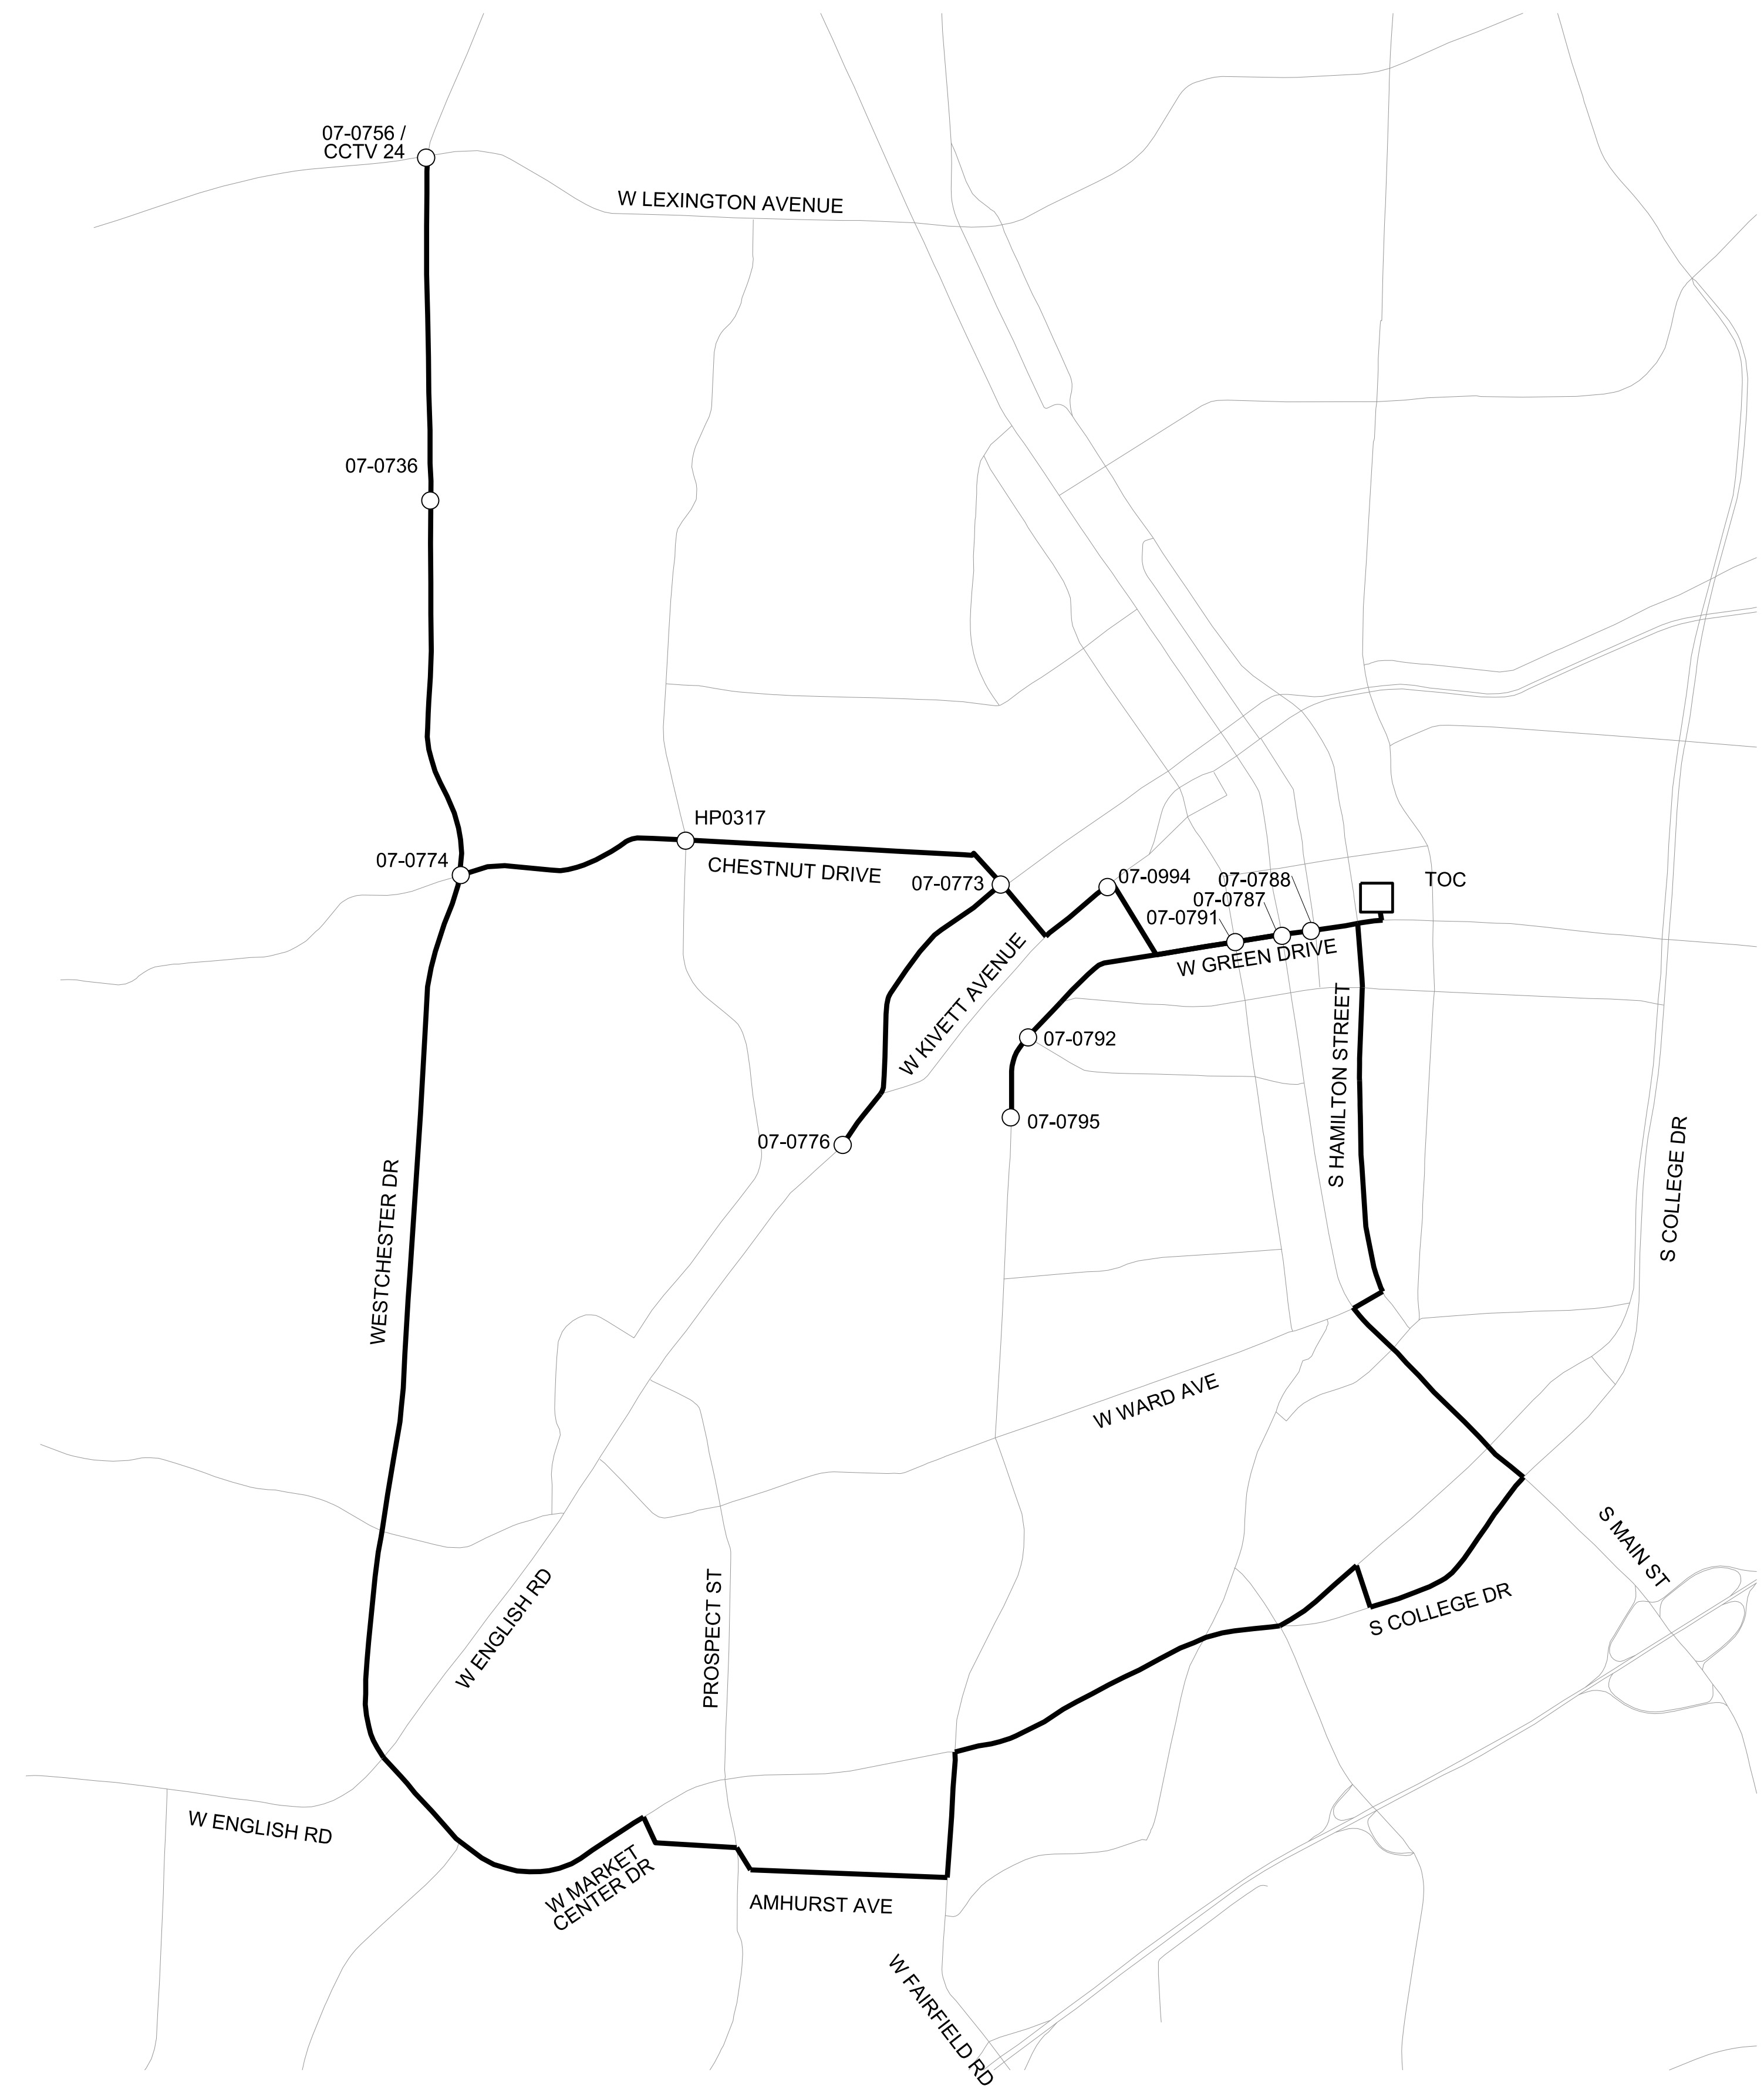 07-0756 /
CCTV 24
W LEXINGTON AVENUE
07-0736
HP0317
07-0774
CHESTNUT DRIVE
07-0773
07-0994
07-0788
TOC
07-0787
07-0791
W GREEN DRIVE
W KIVETT AVENUE
07-0792
S HAMILTON STREET
07-0795
07-0776
S COLLEGE DR
WESTCHESTER DR
W WARD AVE
S MAIN ST
W ENGLISH RD
PROSPECT ST
S COLLEGE DR
W ENGLISH RD
W MARKET
CENTER DR
AMHURST AVE
W FAIRFIELD RD